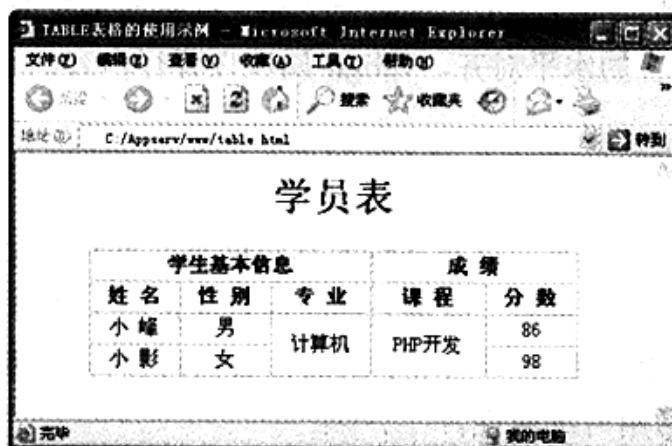 TABLE表格的使用示例 - Microsoft Internet Explorer
文件(F) 编辑(E) 查看(V) 收藏(A) 工具(T) 帮助(H)
后退 搜索 收藏夹
地址(D) C:/Appserv/www/table html 转到
学员表
学生基本信息 成 绩
姓 名 性 别 专 业 课 程 分 数
小 峰 男 计算机 PHP开发 86
小 影 女 98
完毕 我的电脑